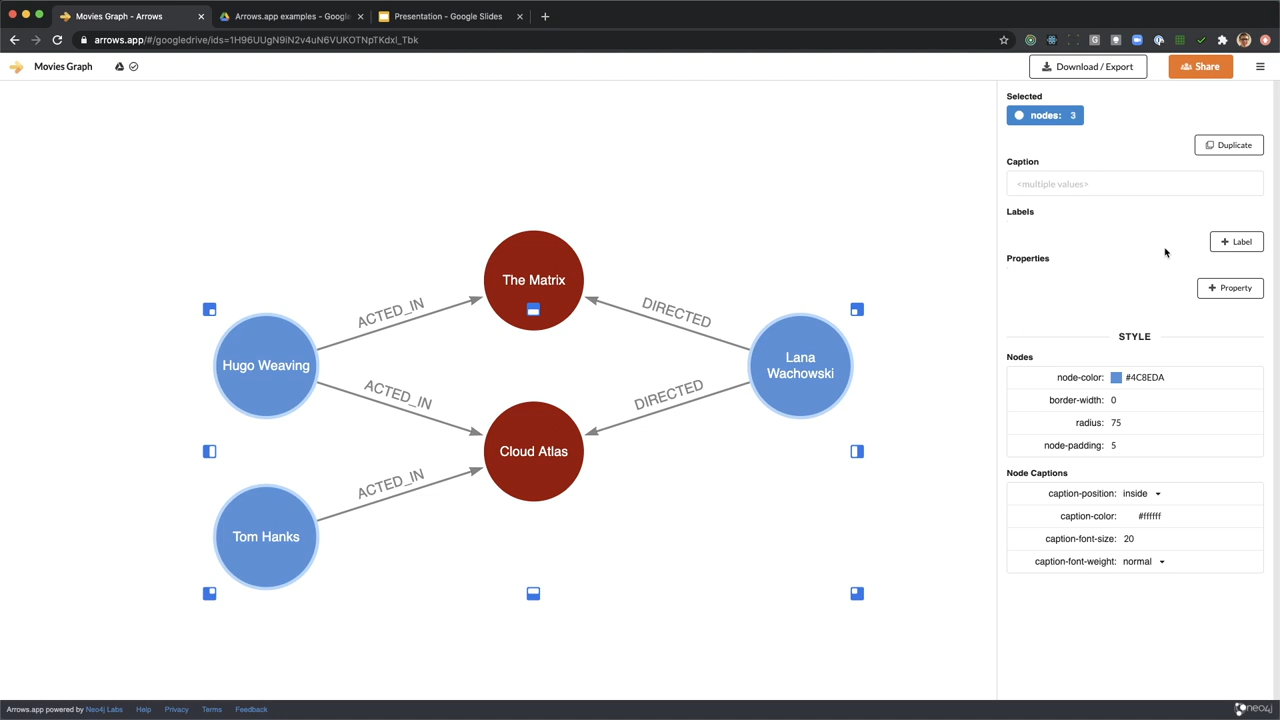 Movies Graph - Arrows
Arrows.app examples - Google
Presentation - Google Slides
arrows.app/#/googledrive/ids=1H96UUgN9iN2v4uN6VUKOTNpTKdxl_Tbk
Movies Graph
Download / Export
Share
Selected
nodes: 3
Duplicate
Caption
<multiple values>
Labels
Label
Properties
Property
The Matrix
ACTED_IN
DIRECTED
Hugo Weaving
Lana
Wachowski
ACTED_IN
DIRECTED
Cloud Atlas
ACTED_IN
Tom Hanks
STYLE
Nodes
node-color: #4C8EDA
border-width: 0
radius: 75
node-padding: 5
Node Captions
caption-position: inside
caption-color: #ffffff
caption-font-size: 20
caption-font-weight: normal
Arrows.app powered by Neo4j Labs Help Privacy Terms Feedback
neo4j